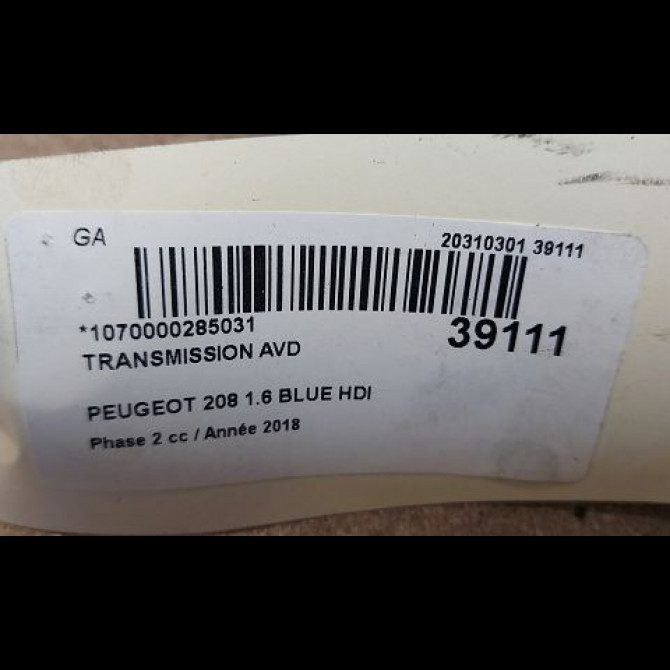 GA
20310301 39111
*1070000285031
39111
TRANSMISSION AVD
PEUGEOT 208 1.6 BLUE HDI
Phase 2 cc / Année 2018